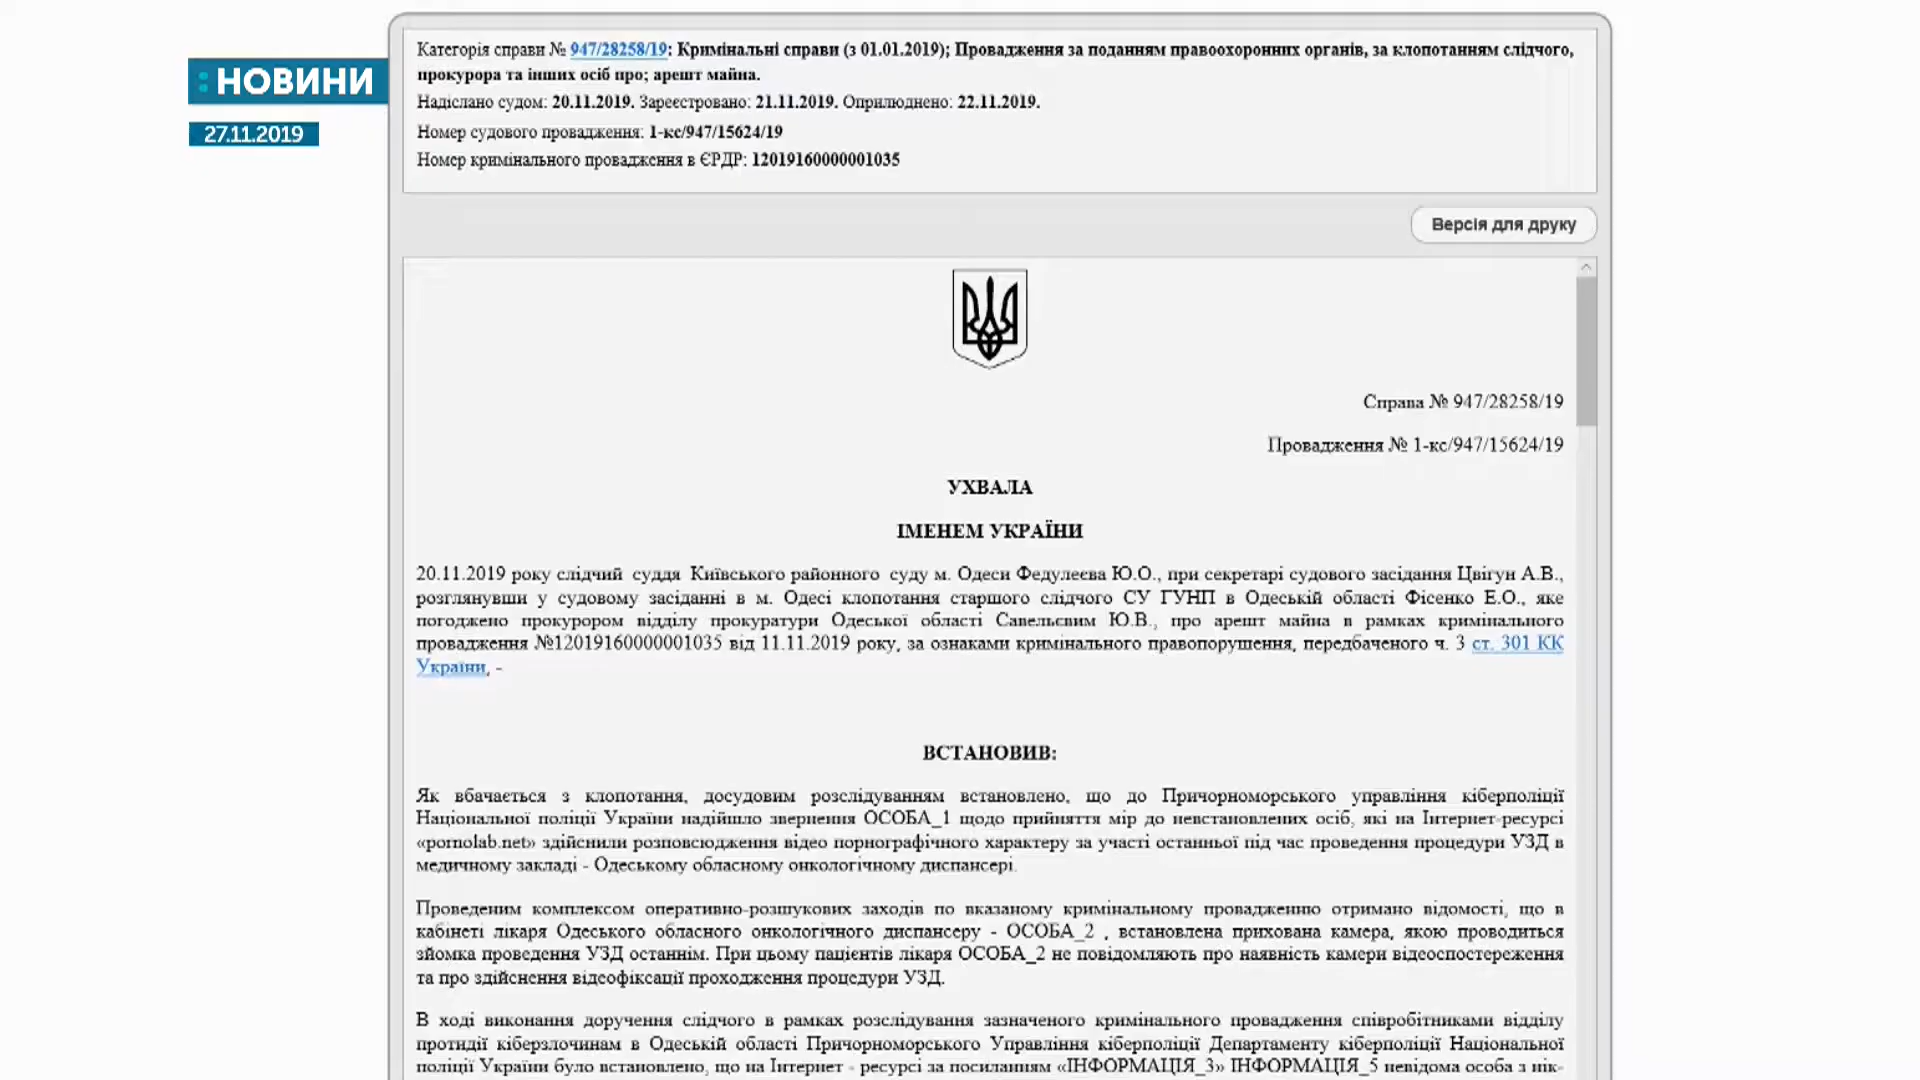 Категорія справи № 947/28258/19: Кримінальні справи (з 01.01.2019); Провадження за поданням правоохоронних органів, за клопотанням слідчого,
прокурора та інших осіб про; арешт майна.
: НОВИНИ
Надіслано судом: 20.11.2019. Зареєстровано: 21.11.2019. Оприлюднено: 22.11.2019.
27.11.2019
Номер судового провадження: 1-кс/947/15624/19
Номер кримінального провадження в ЄРДР: 12019160000001035
Версія для друку
Справа № 947/28258/19
Провадження № 1-кс/947/15624/19
УХВАЛА
ІМЕНЕМ УКРАЇНИ
20.11.2019 року слідчий суддя Київського районного суду м. Одеси Федулеєва Ю.О., при секретарі судового засідання Цвігун А.В.,
розглянувши у судовому засіданні в м. Одесі клопотання старшого слідчого СУ ГУНП в Одеській області Фісенко Е.О., яке
погоджено прокурором відділу прокуратури Одеської області Савельєвим Ю.В., про арешт майна в рамках кримінального
провадження №12019160000001035 від 11.11.2019 року, за ознаками кримінального правопорушення, передбаченого ч. 3 ст. 301 КК
України, -
ВСТАНОВИВ:
Як вбачається з клопотання, досудовим розслідуванням встановлено, що до Причорноморського управління кіберполіції
Національної поліції України надійшло звернення ОСОБА_1 щодо прийняття мір до невстановлених осіб, які на Інтернет-ресурсі
«pornolab.net» здійснили розповсюдження відео порнографічного характеру за участі останньої під час проведення процедури УЗД в
медичному закладі - Одеському обласному онкологічному диспансері.
Проведеним комплексом оперативно-розшукових заходів по вказаному кримінальному провадженню отримано відомості, що в
кабінеті лікаря Одеського обласного онкологічного диспансеру - ОСОБА_2 , встановлена прихована камера, якою проводиться
зйомка проведення УЗД останнім. При цьому пацієнтів лікаря ОСОБА_2 не повідомляють про наявність камери відеоспостереження
та про здійснення відеофіксації проходження процедури УЗД.
В ході виконання доручення слідчого в рамках розслідування зазначеного кримінального провадження співробітниками відділу
протидії кіберзлочинам в Одеській області Причорноморського Управління кіберполіції Департаменту кіберполіції Національної
поліції України було встановлено, що на Інтернет - ресурсі за посиланням «ІНФОРМАЦІЯ_3» ІНФОРМАЦІЯ_5 невідома особа з нік-